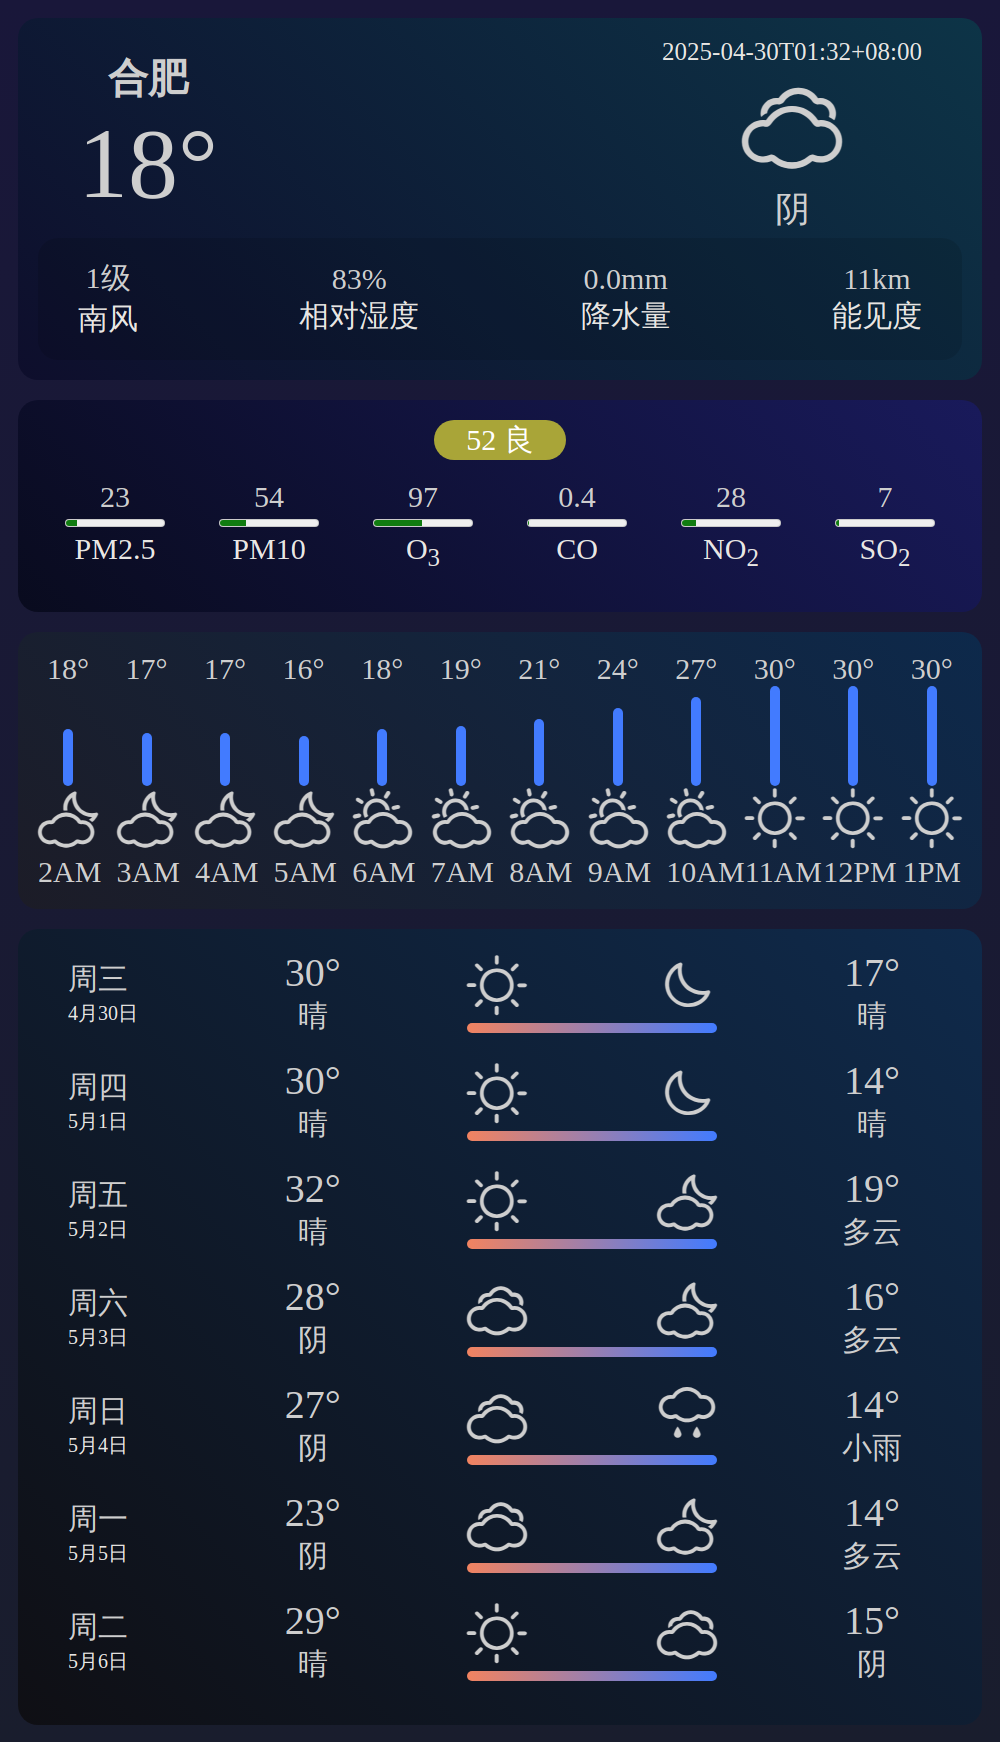 合肥
18°
2025-04-30T01:32+08:00
阴
1级 83% 0.0mm 11km
南风 相对湿度 降水量 能见度
52 良
23 54 97 0.4 28 7
PM2.5 PM10 O3 CO NO2 SO2
18° 17° 17° 16° 18° 19° 21° 24° 27° 30° 30° 30°
2AM 3AM 4AM 5AM 6AM 7AM 8AM 9AM 10AM 11AM 12PM 1PM
周三 30° 17°
4月30日 晴 晴
周四 30° 14°
5月1日 晴 晴
周五 32° 19°
5月2日 晴 多云
周六 28° 16°
5月3日 阴 多云
周日 27° 14°
5月4日 阴 小雨
周一 23° 14°
5月5日 阴 多云
周二 29° 15°
5月6日 晴 阴